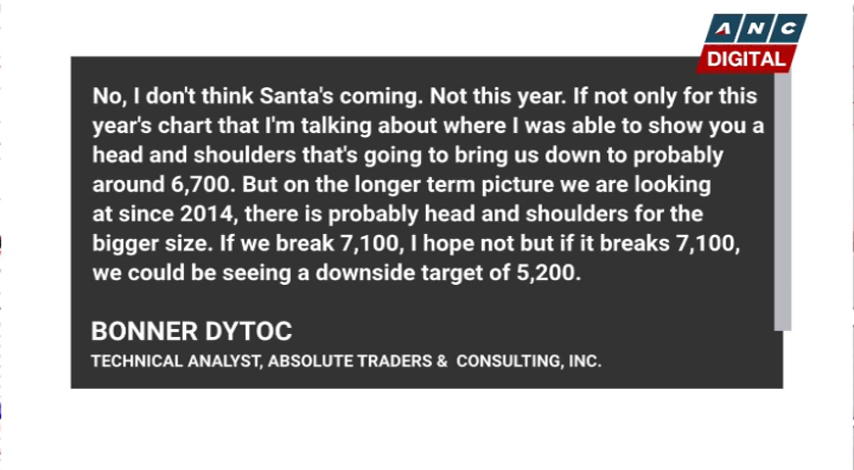 ANC
DIGITAL
No, I don't think Santa's coming. Not this year. If not only for this
year's chart that I'm talking about where I was able to show you a
head and shoulders that's going to bring us down to probably
around 6,700. But on the longer term picture we are looking
at since 2014, there is probably head and shoulders for the
bigger size. If we break 7,100, I hope not but if it breaks 7,100,
we could be seeing a downside target of 5,200.
BONNER DYTOC
TECHNICAL ANALYST, ABSOLUTE TRADERS & CONSULTING, INC.